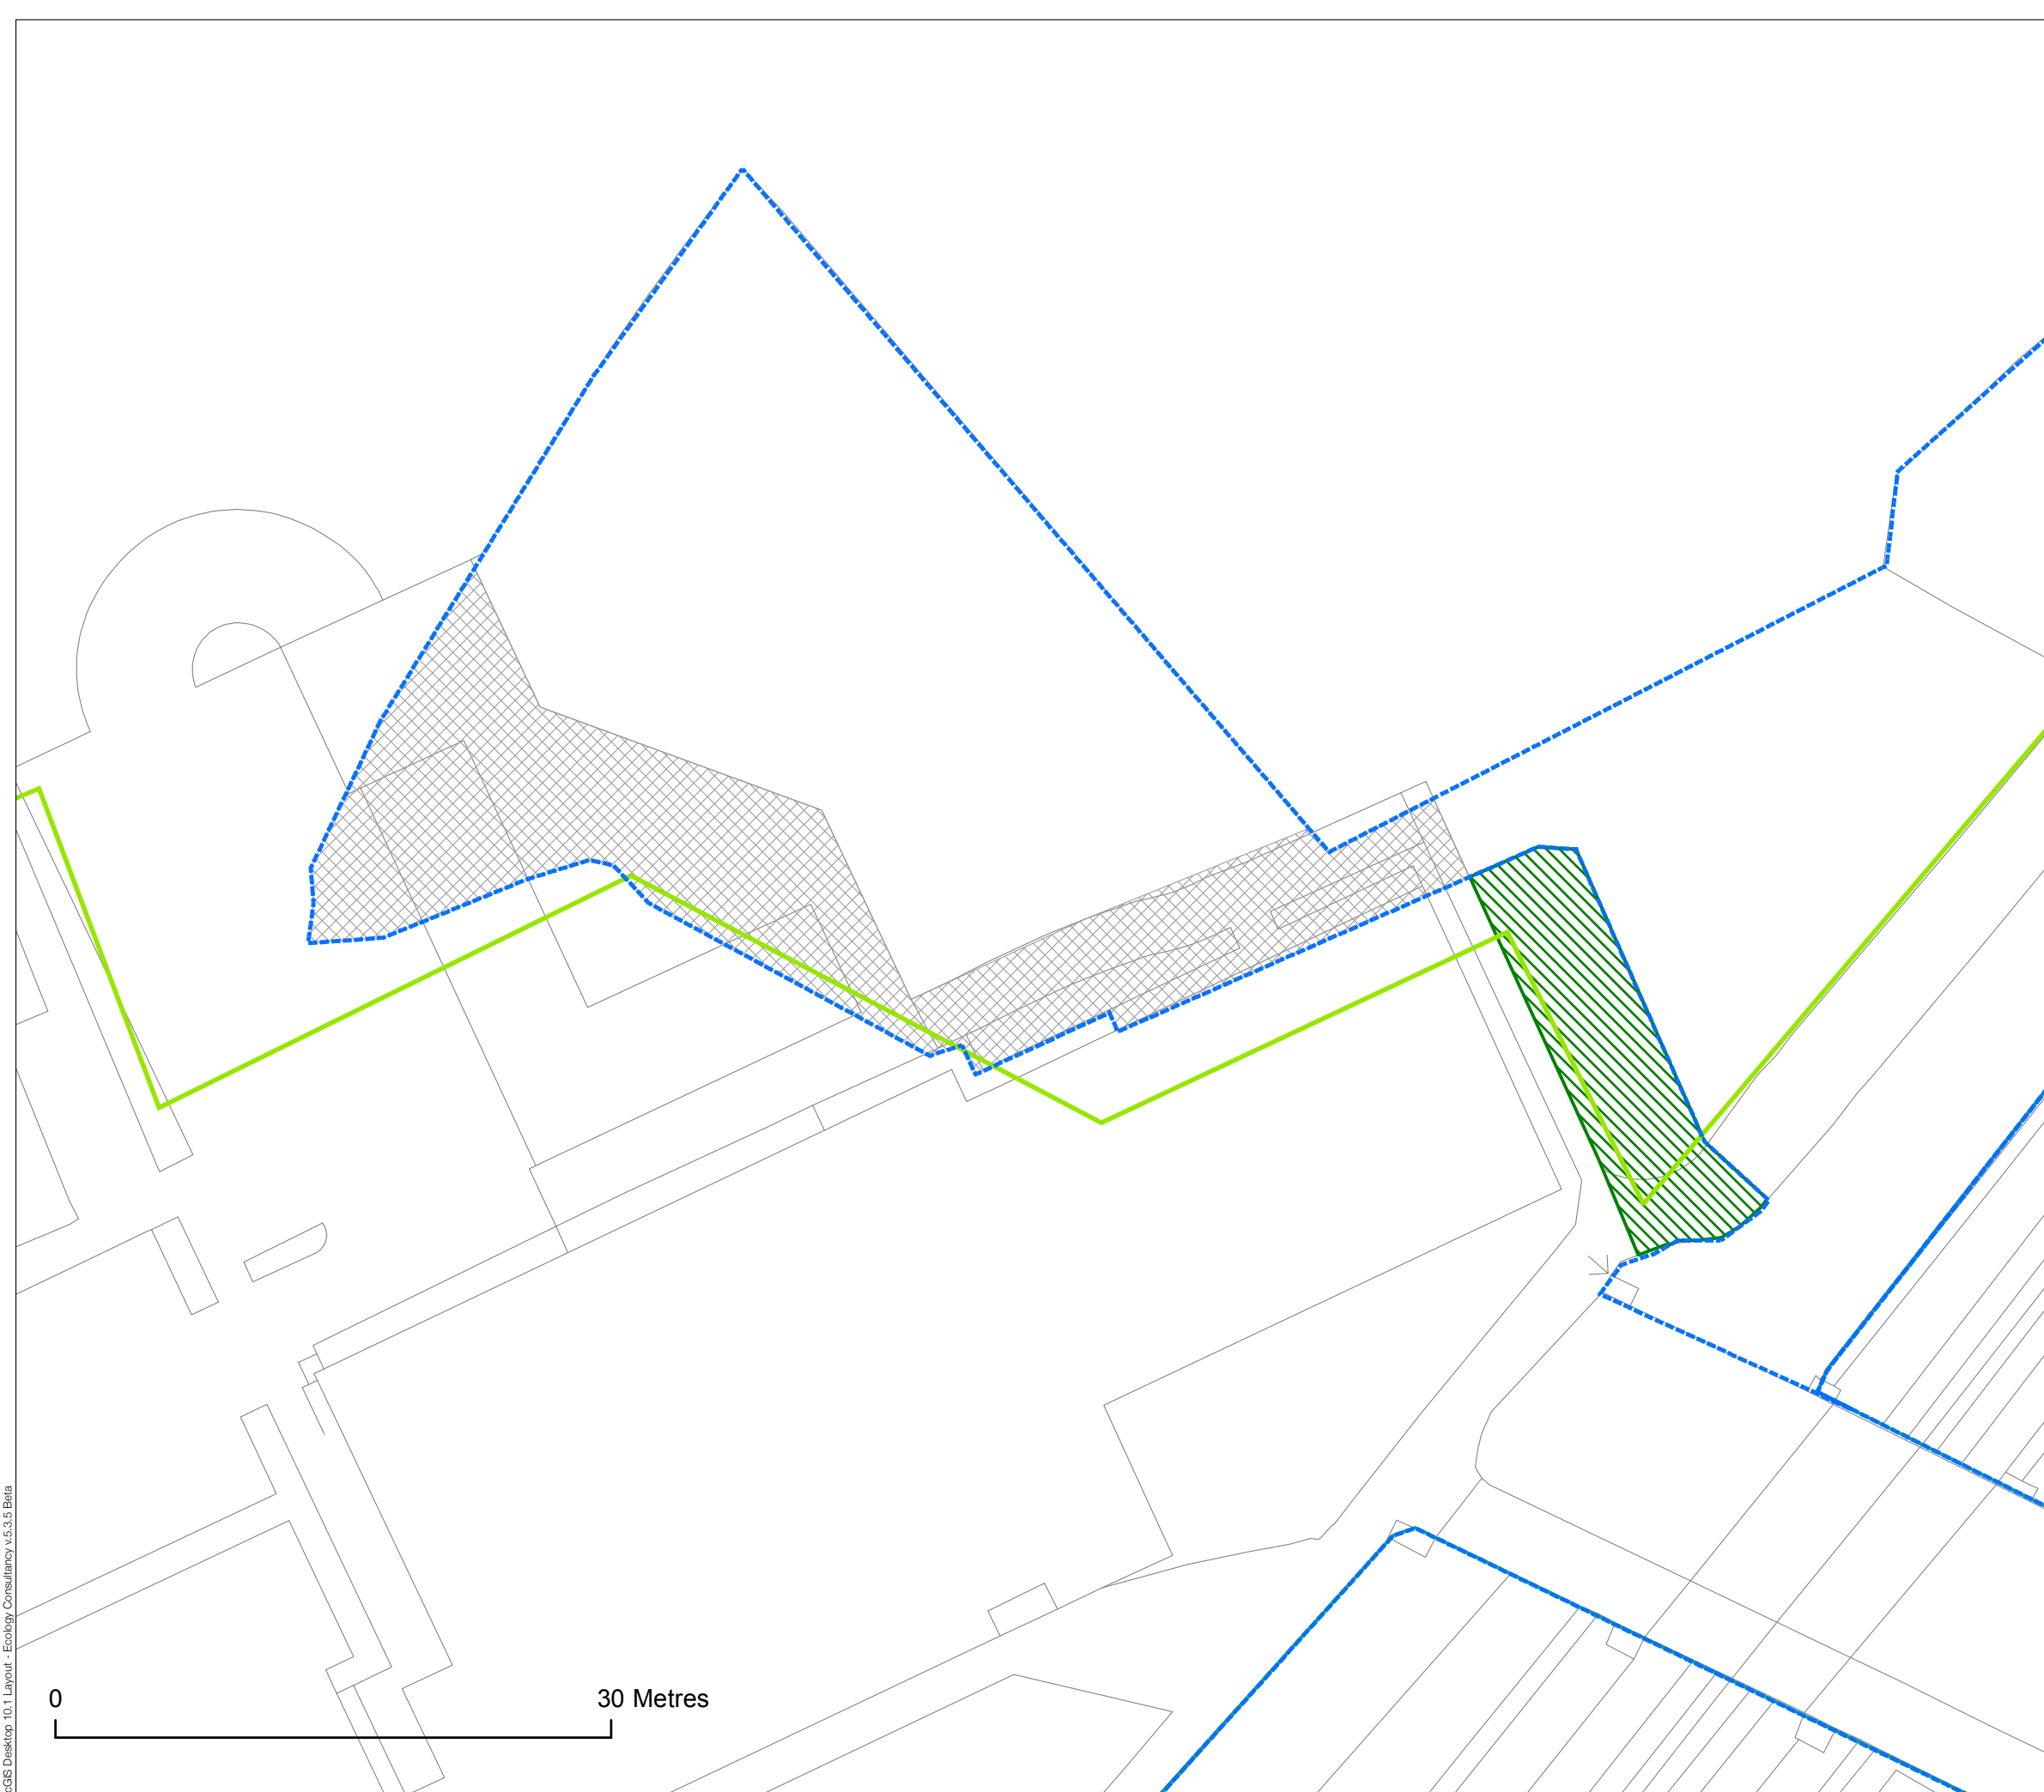 0
30 Metres
cGIS Desktop 10.1 Layout - Ecology Consultancy v.5.3.5 Beta